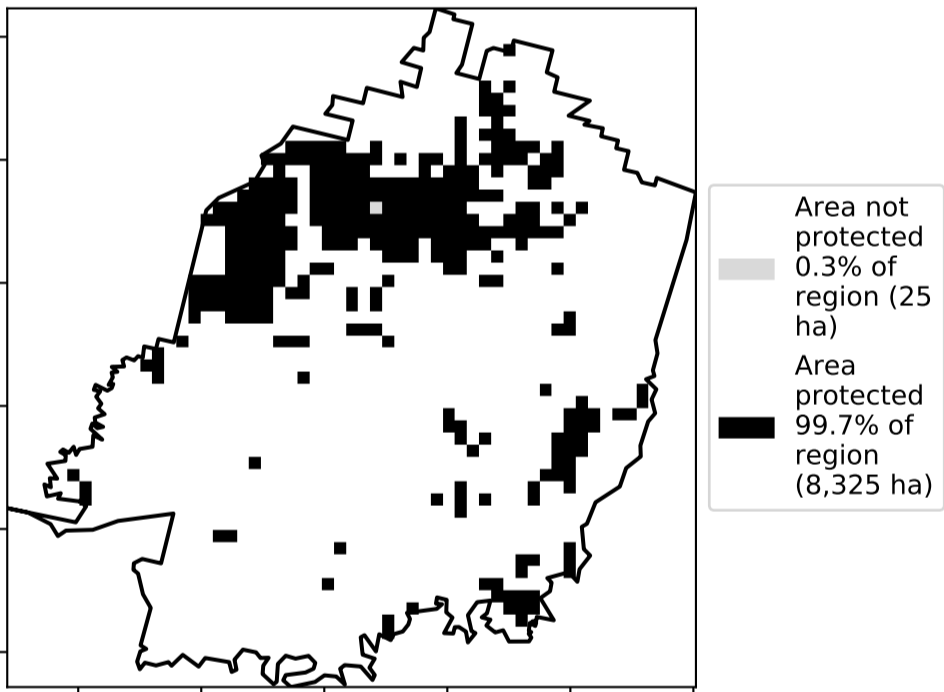 Area not
protected
0.3% of
region (25
ha)
Area
protected
99.7% of
region
(8,325 ha)